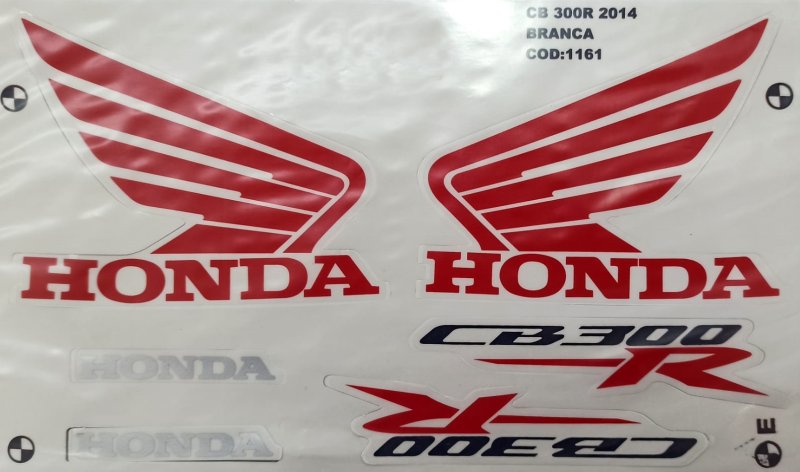 CB 300R 2014
BRANCA
COD:1161
HONDA
HONDA
CB300
R
HONDA
HONDA
CB300
R
E